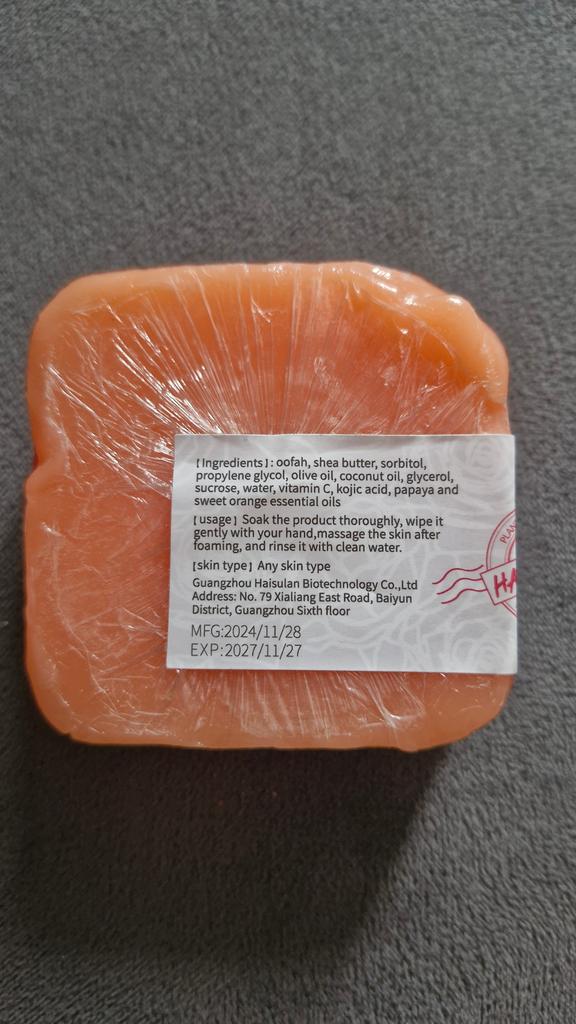 【Ingredients】: oofah, shea butter, sorbitol,
propylene glycol, olive oil, coconut oil, glycerol,
sucrose, water, vitamin C, kojic acid, papaya and
sweet orange essential oils
【usage】 Soak the product thoroughly, wipe it
gently with your hand,massage the skin after
foaming, and rinse it with clean water.
【skin type】 Any skin type
Guangzhou Haisulan Biotechnology Co.,Ltd
Address: No. 79 Xialiang East Road, Baiyun
District, Guangzhou Sixth floor
MFG:2024/11/28
EXP:2027/11/27